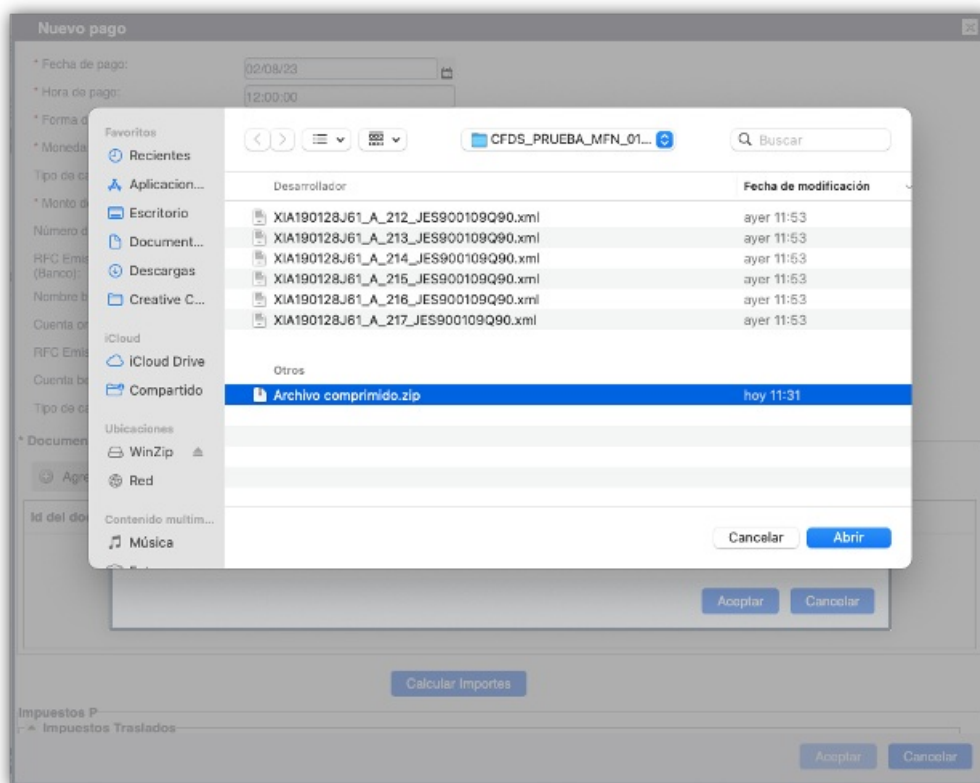 Nuevo pago
* Fecha de pago:
02/08/23
* Hora de pago:
12:00:00
* Forma d
* Moneda
Tipo de ca
* Monto de
Número d
RFC Emis
(Banco):
Nombre b
Cuenta or
RFC Emis
Cuenta be
Tipo de ca
* Documen
Agre
Id del doc
Favoritos
Recientes
Aplicacion...
Escritorio
Document...
Descargas
Creative C...
iCloud
iCloud Drive
Compartido
Ubicaciones
WinZip
Red
Contenido multim...
Música
CFDS_PRUEBA_MFN_01...
Buscar
Desarrollador Fecha de modificación
XIA190128J61_A_212_JES900109Q90.xml ayer 11:53
XIA190128J61_A_213_JES900109Q90.xml ayer 11:53
XIA190128J61_A_214_JES900109Q90.xml ayer 11:53
XIA190128J61_A_215_JES900109Q90.xml ayer 11:53
XIA190128J61_A_216_JES900109Q90.xml ayer 11:53
XIA190128J61_A_217_JES900109Q90.xml ayer 11:53
Otros
Archivo comprimido.zip hoy 11:31
Cancelar Abrir
Aceptar Cancelar
Calcular Importes
Impuestos P
Impuestos Traslados
Aceptar Cancelar